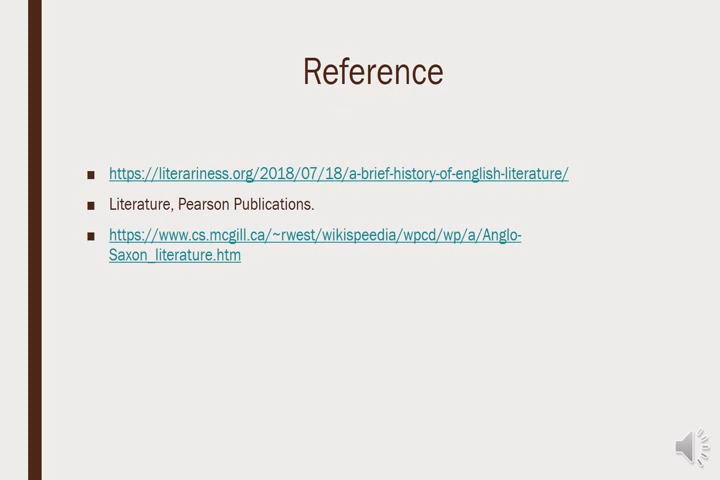 Reference
https://literariness.org/2018/07/18/a-brief-history-of-english-literature/
Literature, Pearson Publications.
https://www.cs.mcgill.ca/~rwest/wikispeedia/wpcd/wp/a/Anglo-
Saxon_literature.htm